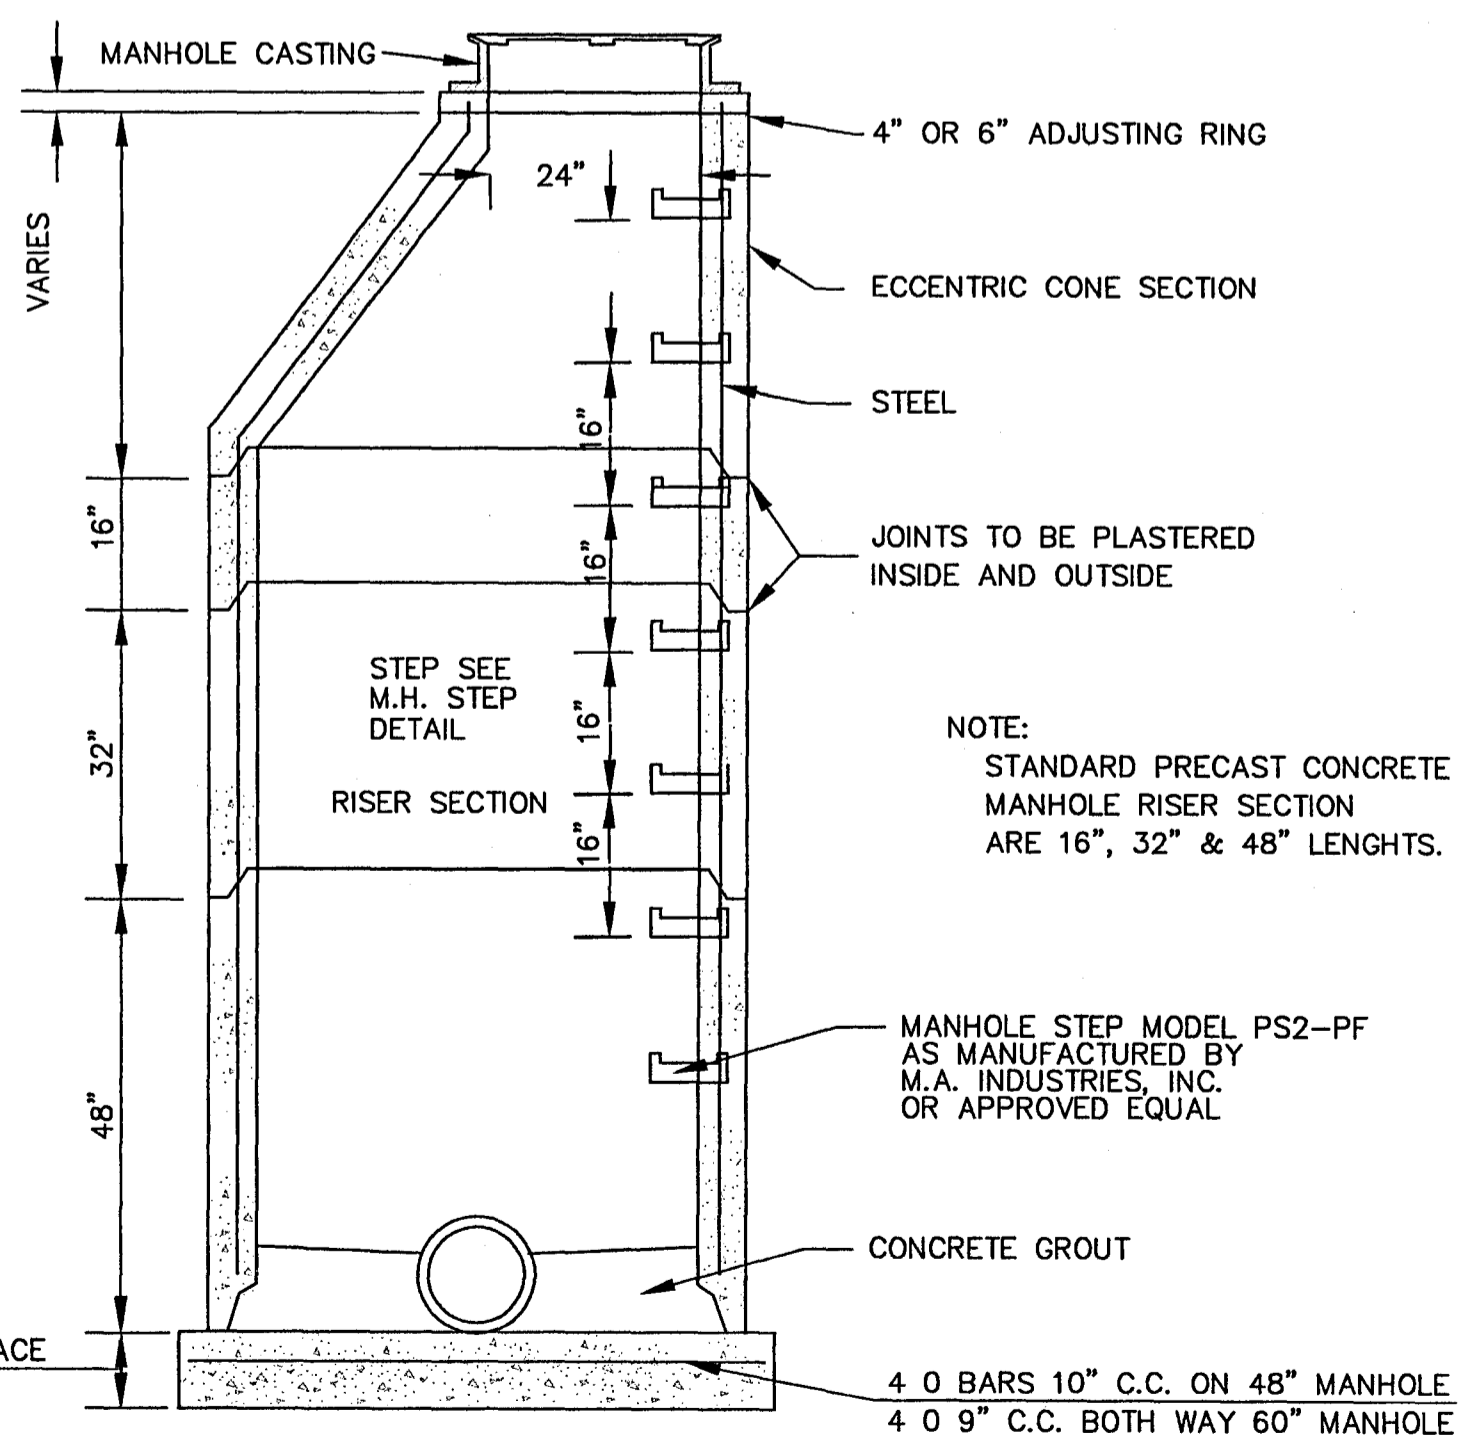 MANHOLE CASTING
4" OR 6" ADJUSTING RING
24"
VARIES
ECCENTRIC CONE SECTION
STEEL
16"
16"
JOINTS TO BE PLASTERED
INSIDE AND OUTSIDE
16"
STEP SEE
M.H. STEP
DETAIL
32"
16"
NOTE:
STANDARD PRECAST CONCRETE
MANHOLE RISER SECTION
ARE 16", 32" & 48" LENGHTS.
RISER SECTION
16"
MANHOLE STEP MODEL PS2-PF
AS MANUFACTURED BY
M.A. INDUSTRIES, INC.
OR APPROVED EQUAL
48"
CONCRETE GROUT
ACE
4 O BARS 10" C.C. ON 48" MANHOLE
4 O 9" C.C. BOTH WAY 60" MANHOLE